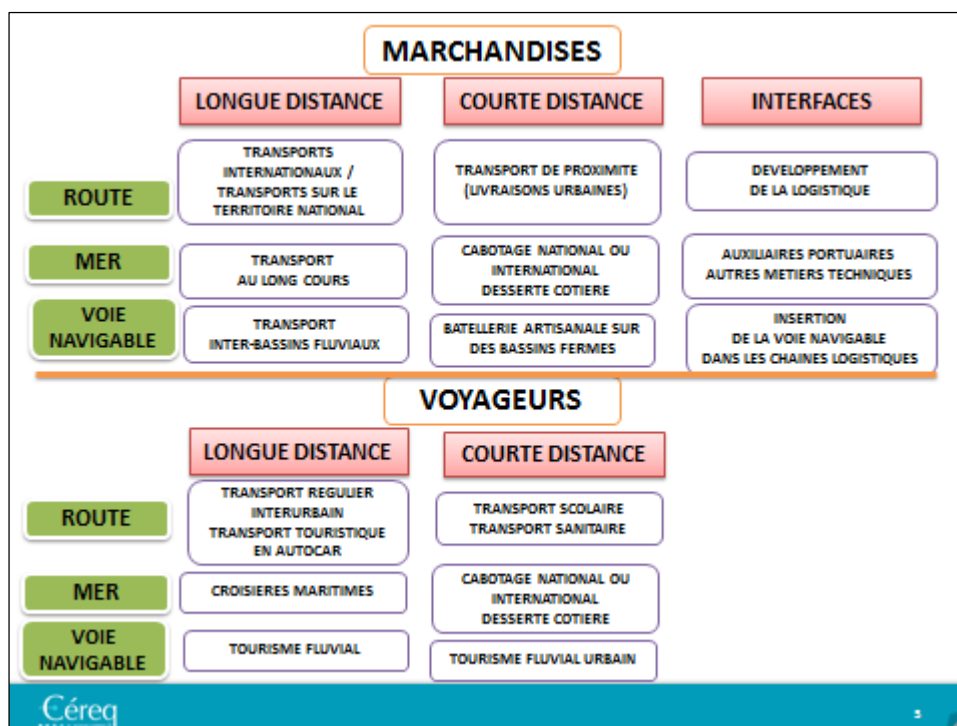 MARCHANDISES
LONGUE DISTANCE
COURTE DISTANCE
INTERFACES
ROUTE
TRANSPORTS
INTERNATIONAUX /
TRANSPORTS SUR LE
TERRITOIRE NATIONAL
TRANSPORT DE PROXIMITE
(LIVRAISONS URBAINES)
DEVELOPPEMENT
DE LA LOGISTIQUE
MER
TRANSPORT
AU LONG COURS
CABOTAGE NATIONAL OU
INTERNATIONAL
DESSERTE COTIERE
AUXILIAIRES PORTUAIRES
AUTRES METIERS TECHNIQUES
VOIE
NAVIGABLE
TRANSPORT
INTER-BASSINS FLUVIAUX
BATELLERIE ARTISANALE SUR
DES BASSINS FERMES
INSERTION
DE LA VOIE NAVIGABLE
DANS LES CHAINES LOGISTIQUES
VOYAGEURS
LONGUE DISTANCE
COURTE DISTANCE
ROUTE
TRANSPORT REGULIER
INTERURBAIN
TRANSPORT TOURISTIQUE
EN AUTOCAR
TRANSPORT SCOLAIRE
TRANSPORT SANITAIRE
MER
CROISIERES MARITIMES
CABOTAGE NATIONAL OU
INTERNATIONAL
DESSERTE COTIERE
VOIE
NAVIGABLE
TOURISME FLUVIAL
TOURISME FLUVIAL URBAIN
Céreq